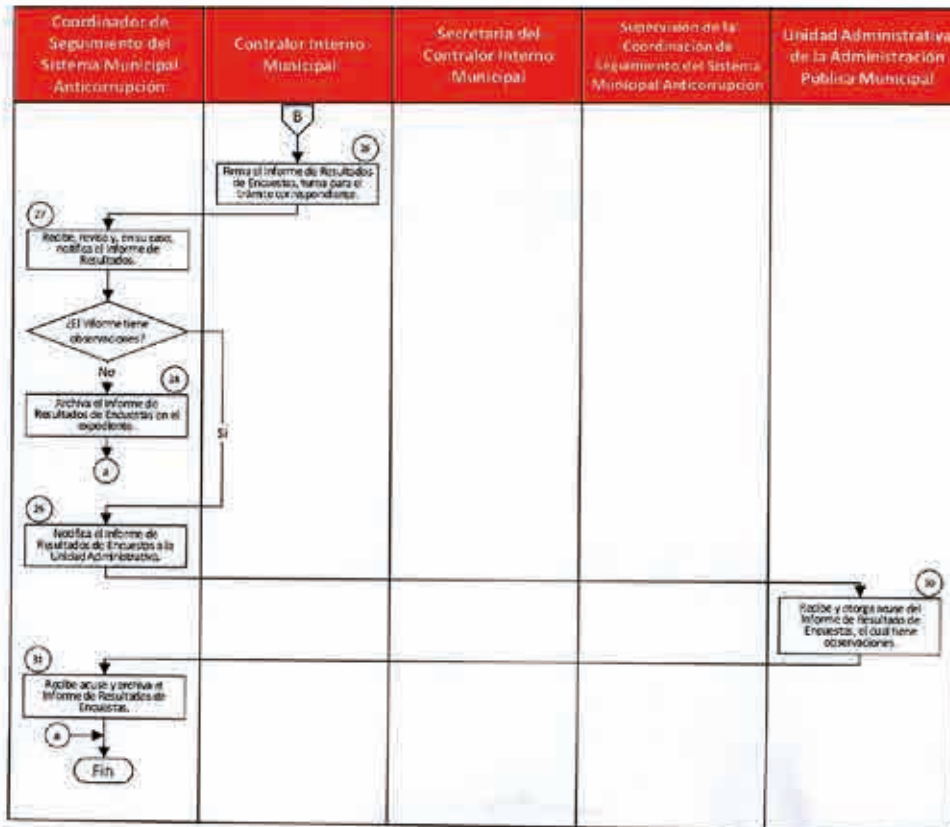 Coordinador de
Seguimiento del
Sistema Municipal
Anticorrupción
Contralor Interno
Municipal
Secretaria del
Contralor Interno
Municipal
Supervisión de la
Coordinación de
Seguimiento del Sistema
Municipal Anticorrupción
Unidad Administrativa
de la Administración
Pública Municipal
B
26
Firma el Informe de Resultados
de Encuestas, turna para el
trámite correspondiente.
27
Recibe, revisa y, en su caso,
notifica el Informe de
Resultados.
¿El informe tiene
observaciones?
No
Si
28
Archiva el Informe de
Resultados de Encuestas en el
expediente.
a
29
Notifica el Informe de
Resultados de Encuestas a la
Unidad Administrativa.
30
Recibe y otorga acuse del
Informe de Resultado de
Encuestas, el cual tiene
observaciones.
31
Recibe acuse y archiva el
Informe de Resultados de
Encuestas.
a
Fin